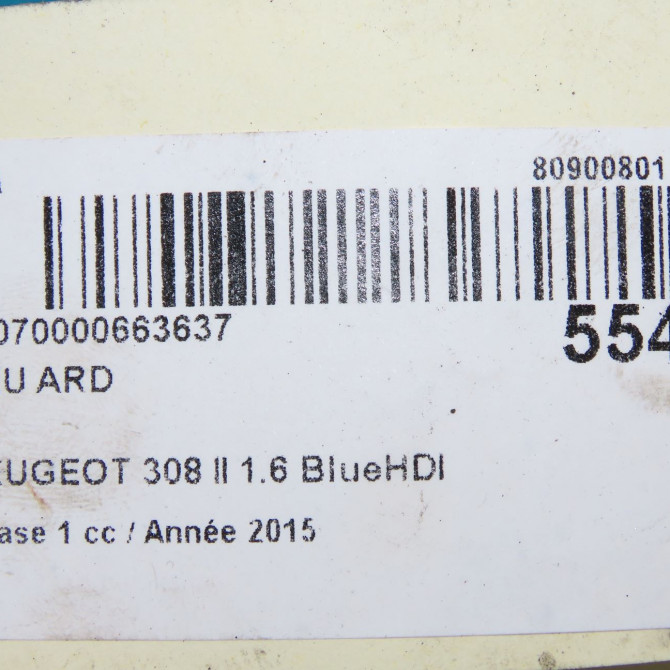 80900801
070000663637
554
U ARD
UGEOT 308 II 1.6 BlueHDI
ase 1 cc / Année 2015